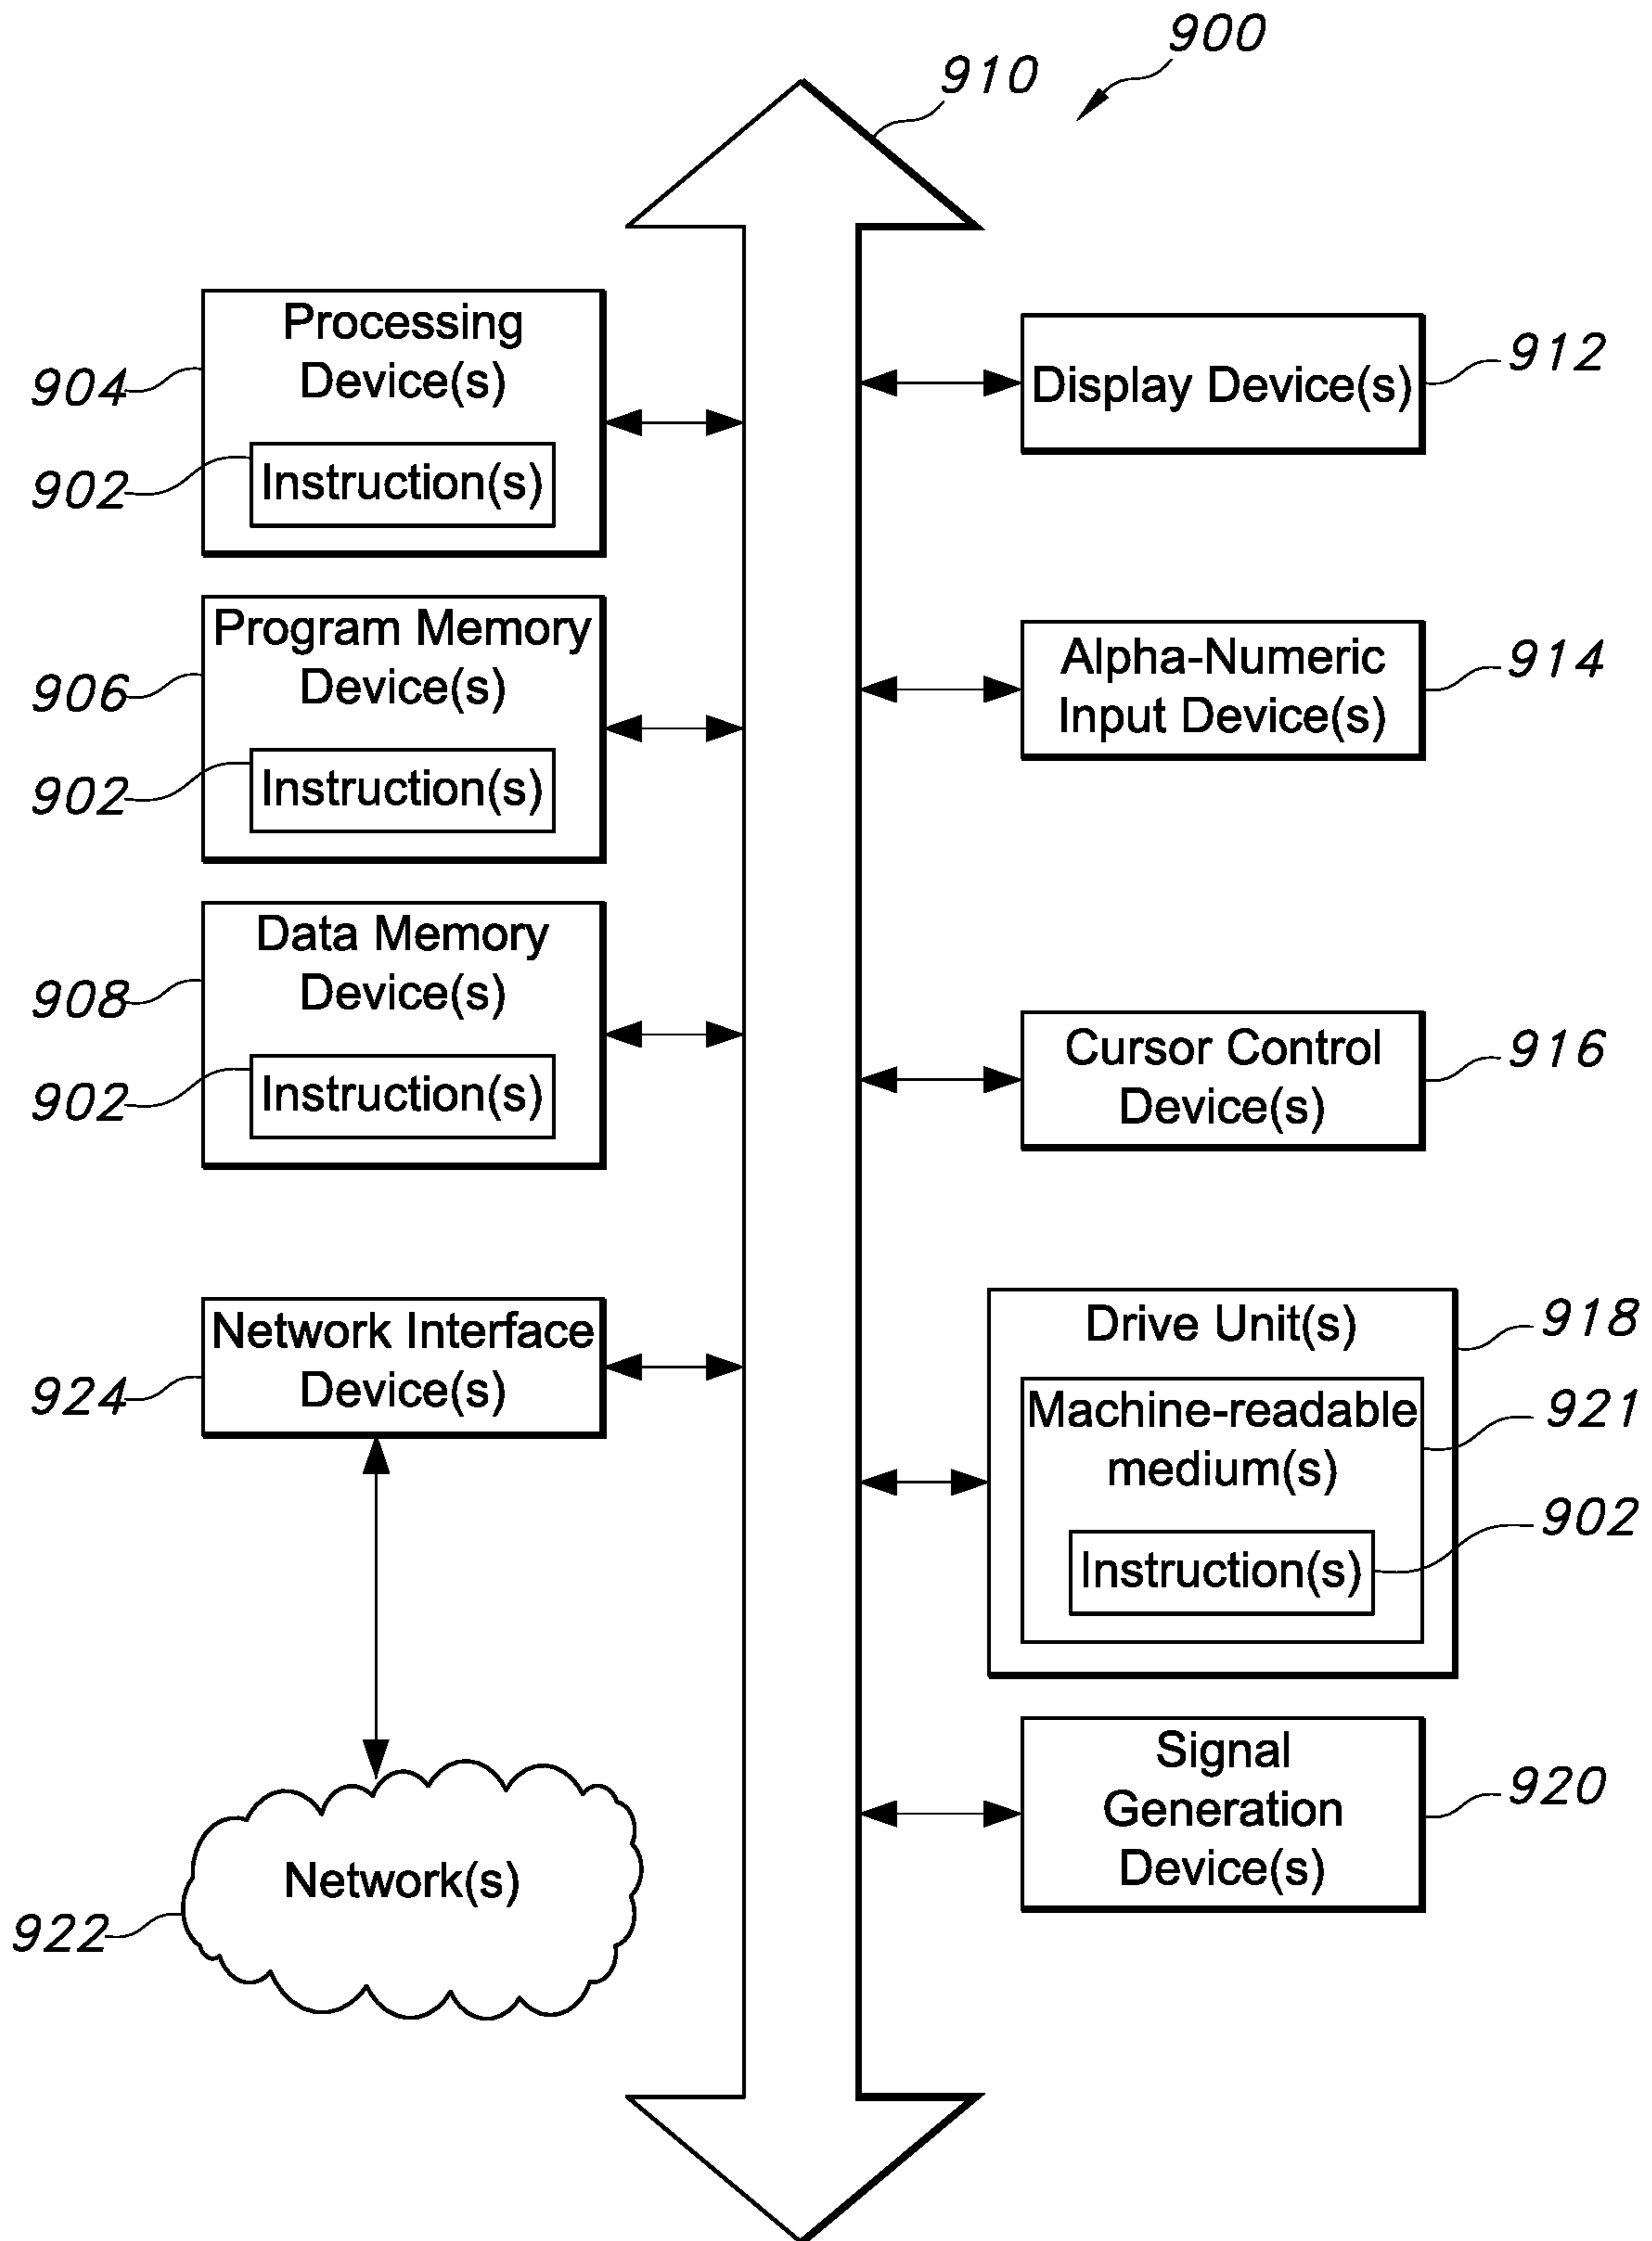 900
910
Processing
Device(s)
904
Instruction(s)
902
Program Memory
Device(s)
906
Instruction(s)
902
Data Memory
Device(s)
908
Instruction(s)
902
Network Interface
Device(s)
924
Network(s)
922
Display Device(s)
912
Alpha-Numeric
Input Device(s)
914
Cursor Control
Device(s)
916
Drive Unit(s)
918
Machine-readable
medium(s)
921
Instruction(s)
902
Signal
Generation
Device(s)
920